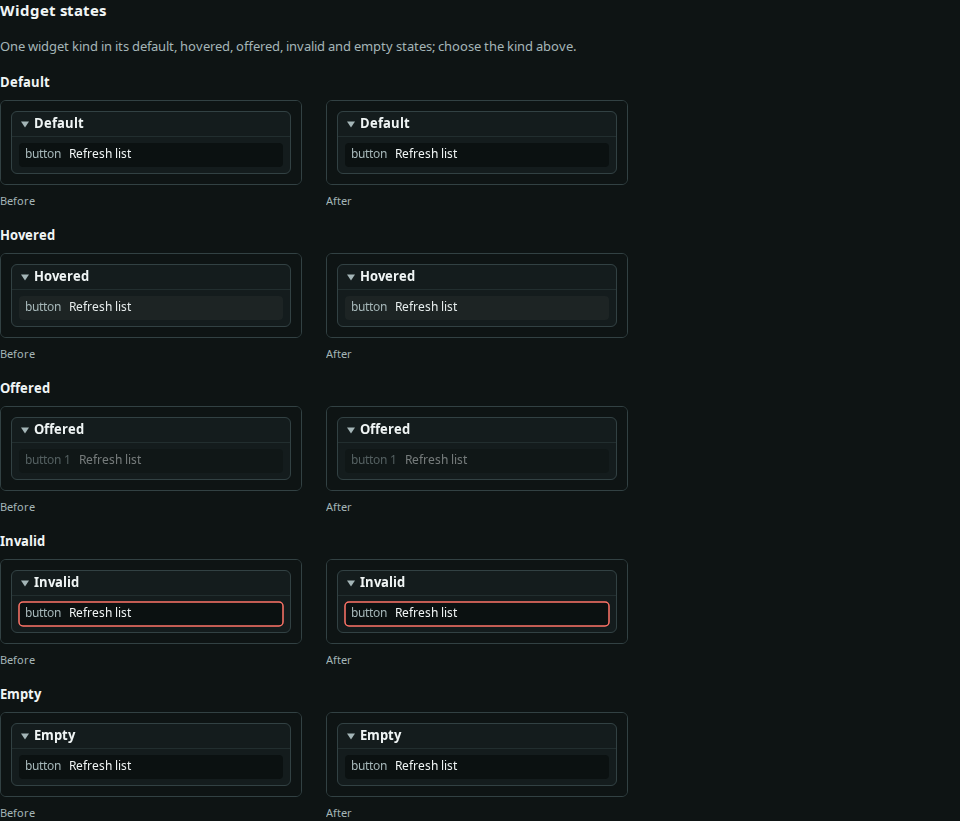 Widget states
One widget kind in its default, hovered, offered, invalid and empty states; choose the kind above.
Default
Default
button Refresh list
Before
Default
button Refresh list
After
Hovered
Hovered
button Refresh list
Before
Hovered
button Refresh list
After
Offered
Offered
button 1 Refresh list
Before
Offered
button 1 Refresh list
After
Invalid
Invalid
button Refresh list
Before
Invalid
button Refresh list
After
Empty
Empty
button Refresh list
Before
Empty
button Refresh list
After